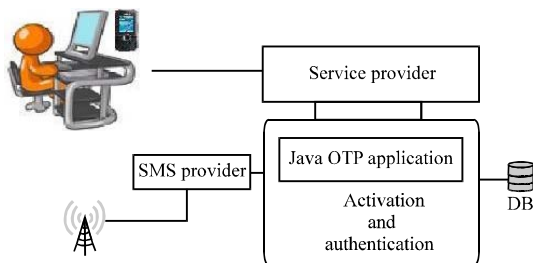 Service provider
Java OTP application
SMS provider
Activation
and
authentication
DB